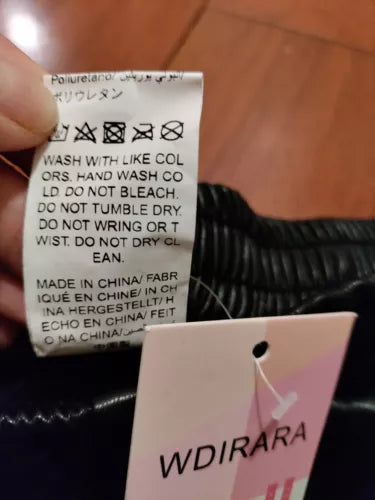 Poliuretano/ البولي يوريثين/
ポリウレタン
WASH WITH LIKE COL
ORS. HAND WASH CO
LD DO NOT BLEACH.
DO NOT TUMBLE DRY.
DO NOT WRING OR T
WIST. DO NOT DRY CL
EAN.
MADE IN CHINA/ FABR
IQUÉ EN CHINE/ IN CH
INA HERGESTELLT/ H
ECHO EN CHINA/ FEIT
O NA CHINA/
WDIRARA